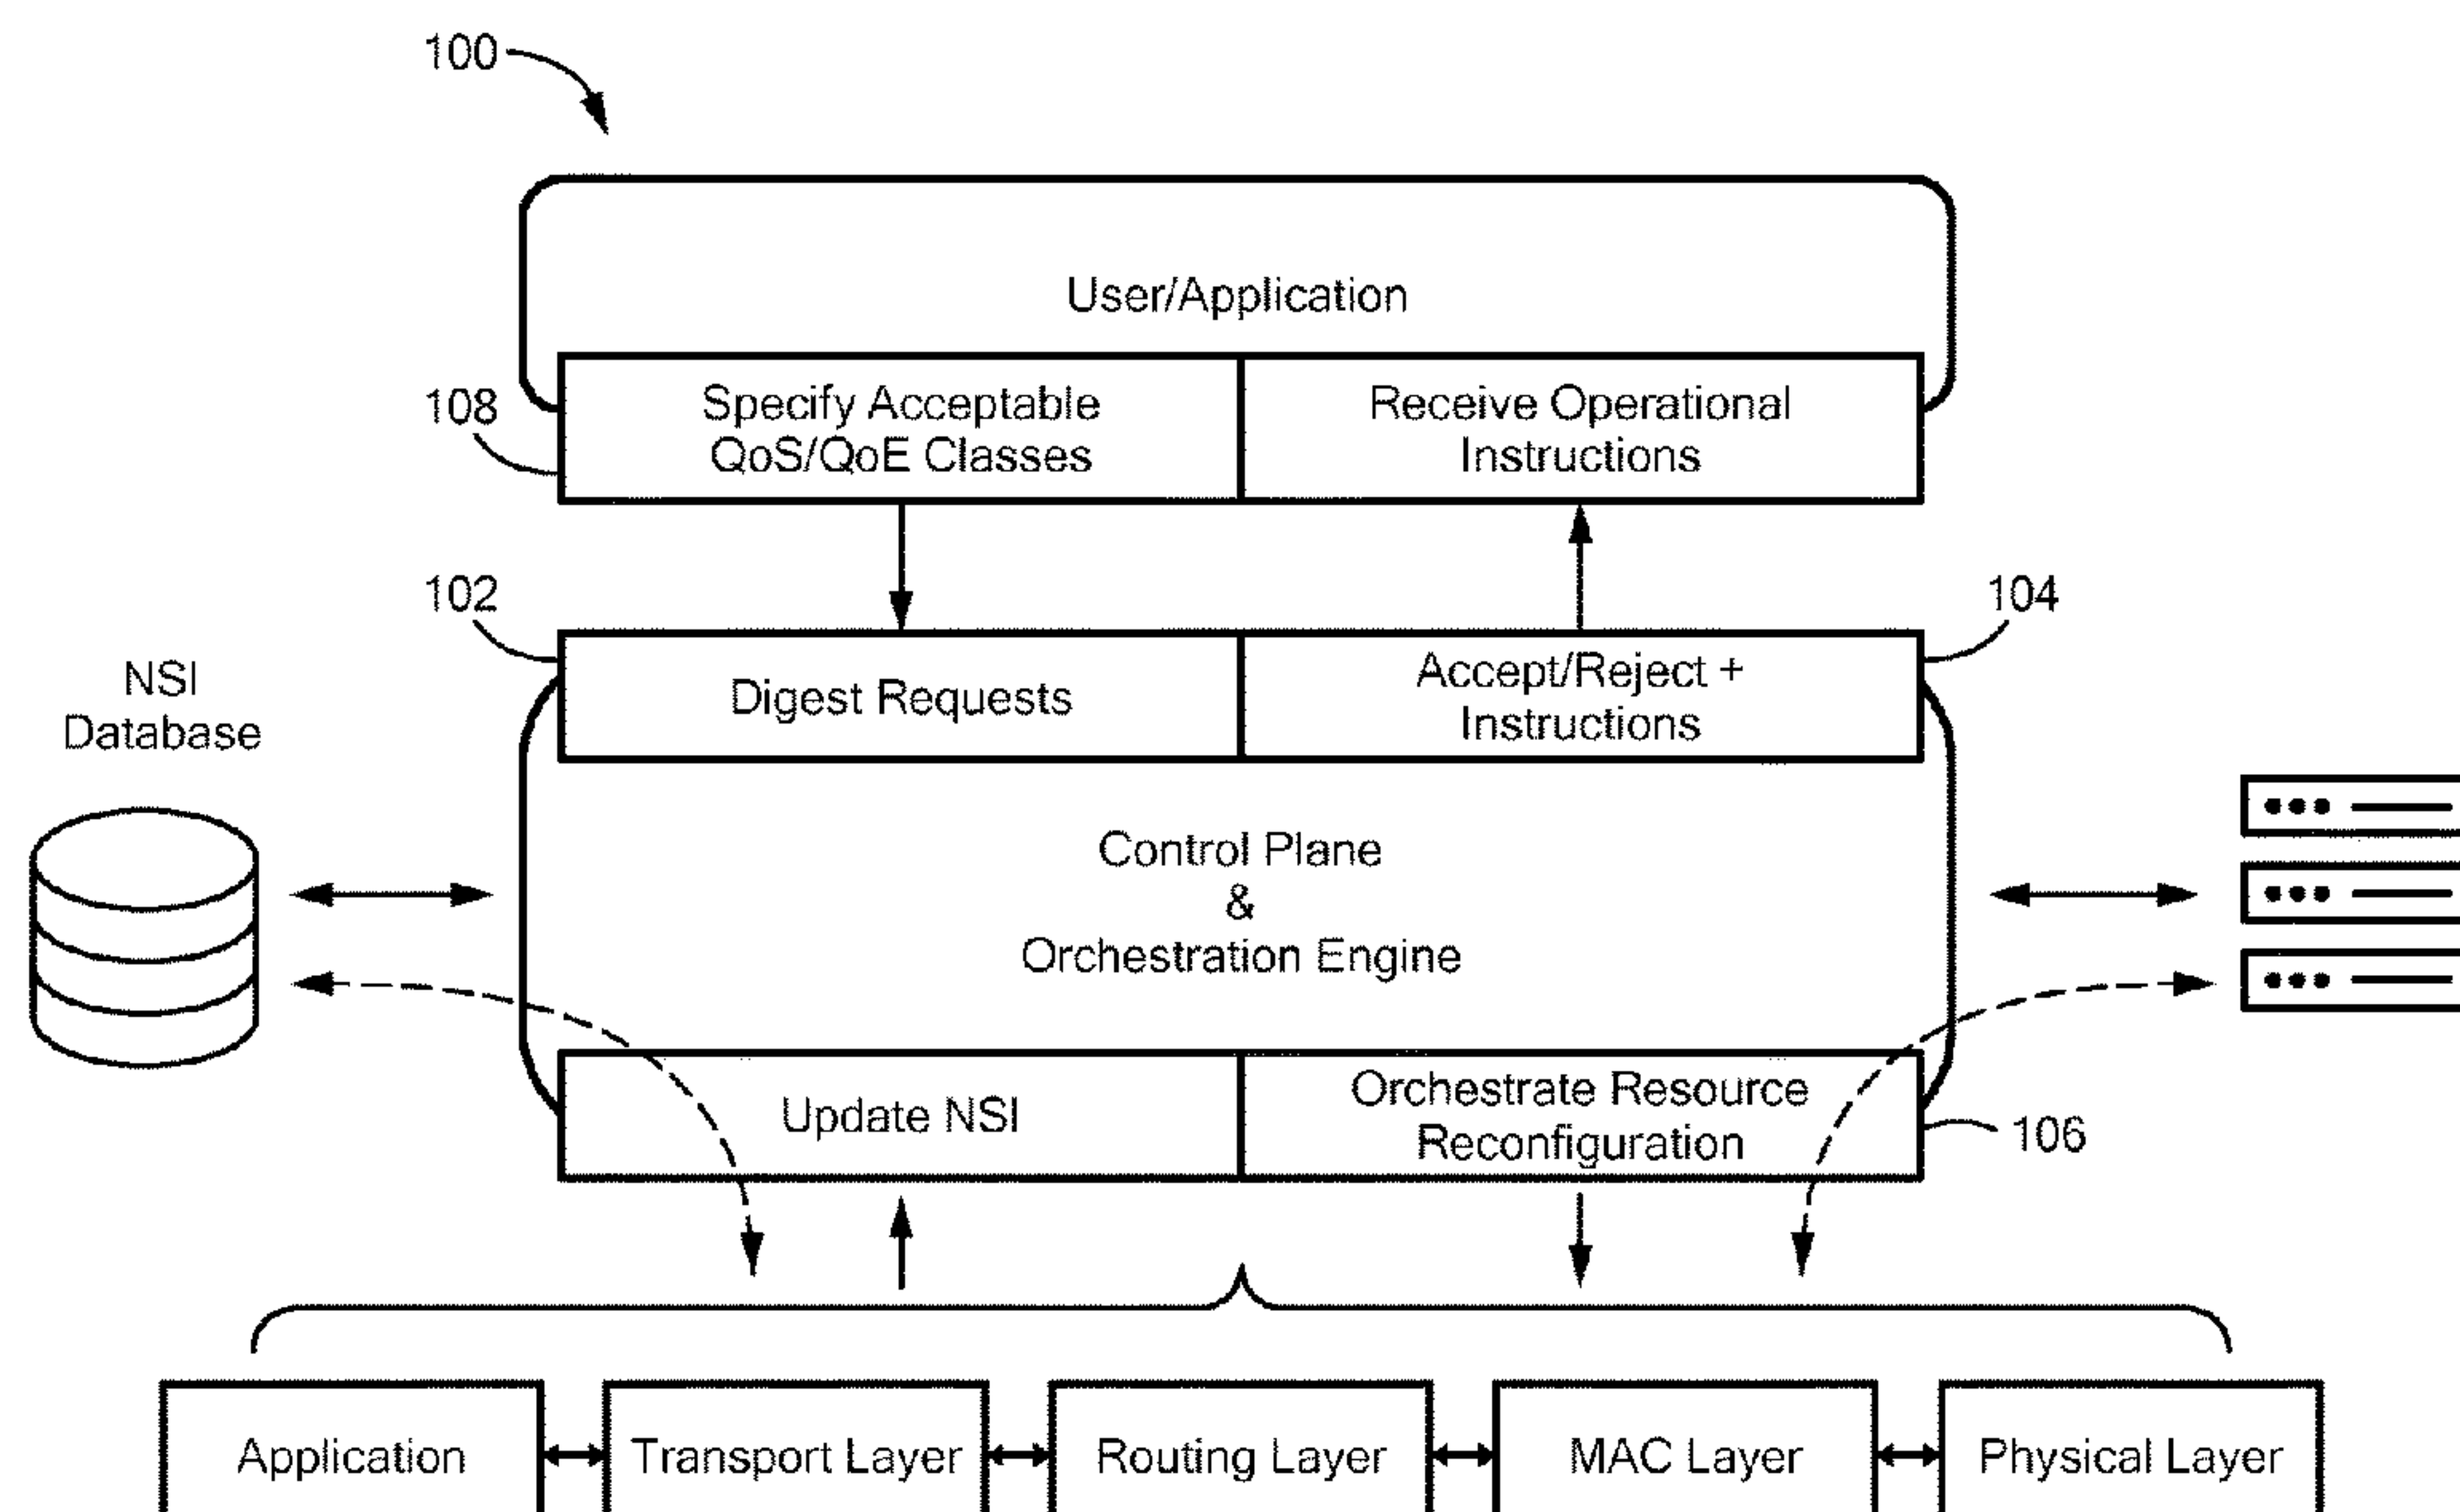 100
User/Application
108
Specify Acceptable
QoS/QoE Classes
Receive Operational
Instructions
102
104
NSI
Database
Digest Requests
Accept/Reject +
Instructions
Control Plane
&
Orchestration Engine
Update NSI
Orchestrate Resource
Reconfiguration
106
Application
Transport Layer
Routing Layer
MAC Layer
Physical Layer